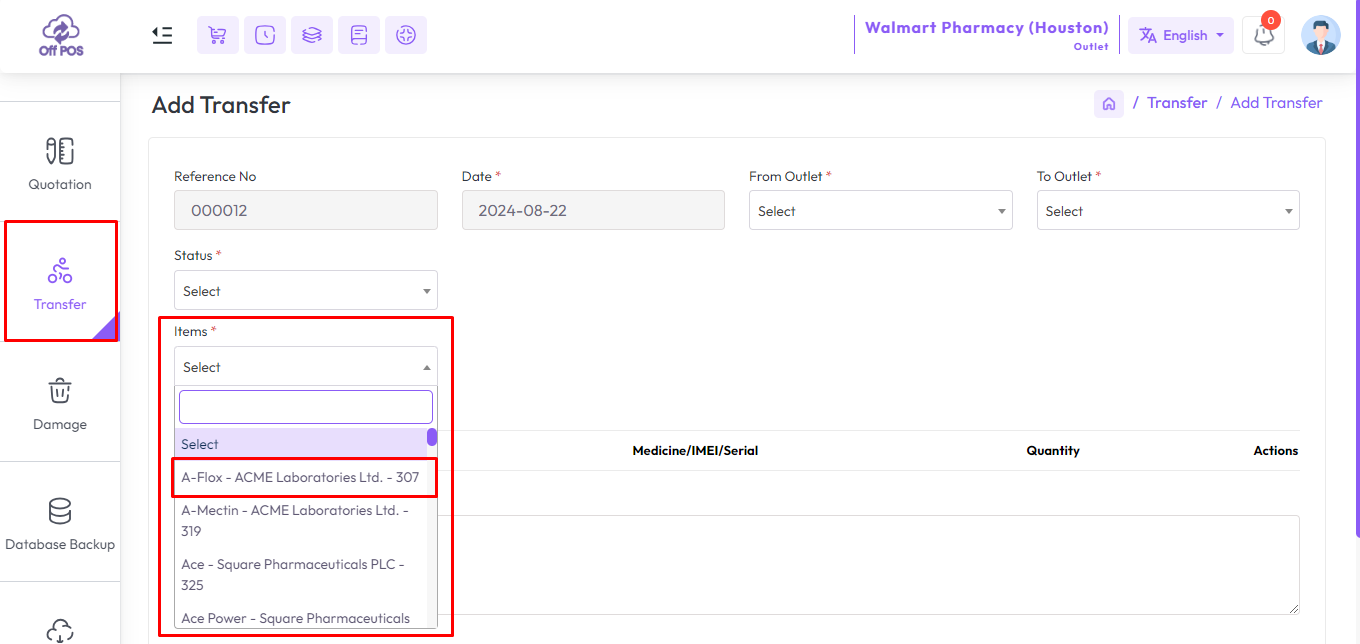 Off POS
Walmart Pharmacy (Houston)
Outlet
English
0
Add Transfer
/ Transfer / Add Transfer
Quotation
Transfer
Damage
Database Backup
Reference No
Date *
From Outlet *
To Outlet *
000012
2024-08-22
Select
Select
Status *
Select
Items *
Select
Select
A-Flox - ACME Laboratories Ltd. - 307
A-Mectin - ACME Laboratories Ltd. -
319
Ace - Square Pharmaceuticals PLC -
325
Ace Power - Square Pharmaceuticals
Medicine/IMEI/Serial
Quantity
Actions